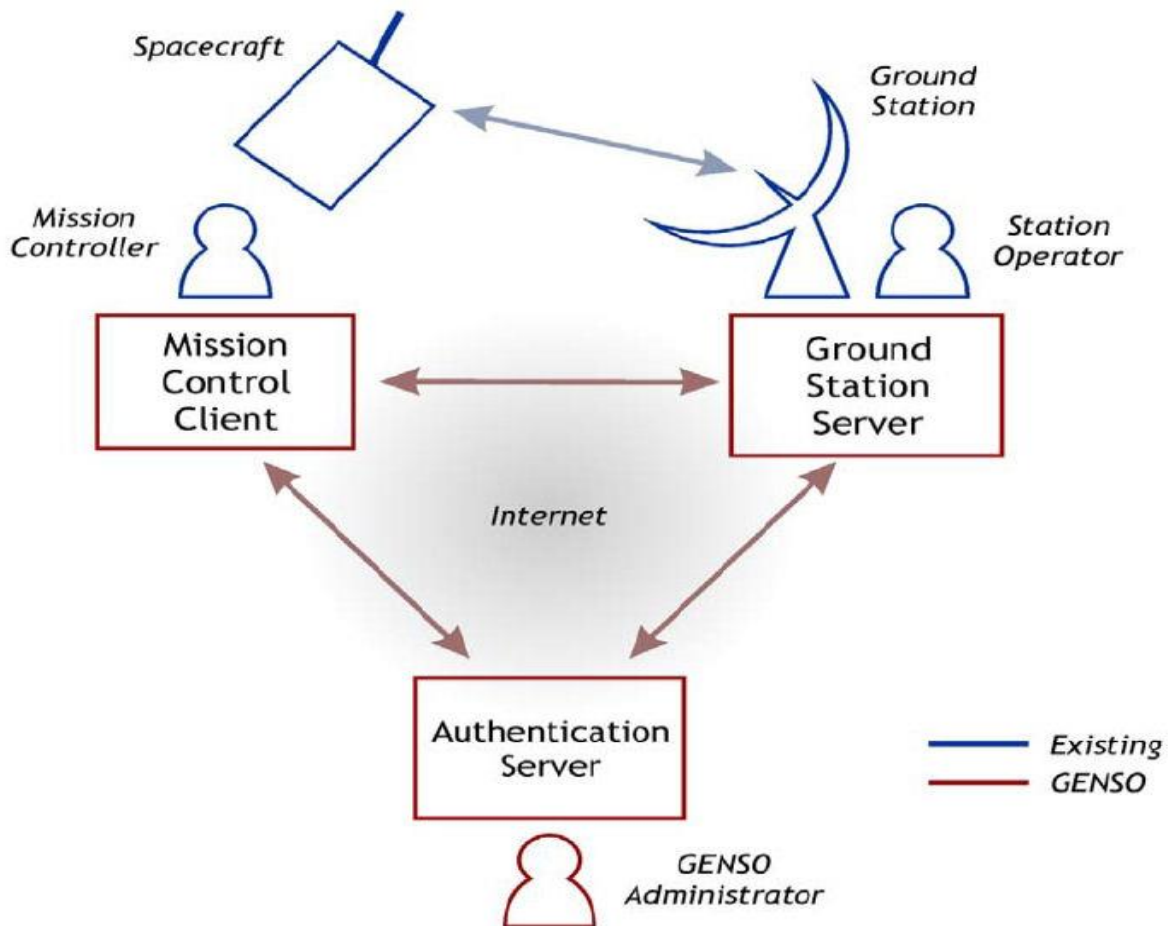 Spacecraft
Ground
Station
Mission
Controller
Station
Operator
Mission
Control
Client
Ground
Station
Server
Internet
Authentication
Server
Existing
GENSO
GENSO
Administrator